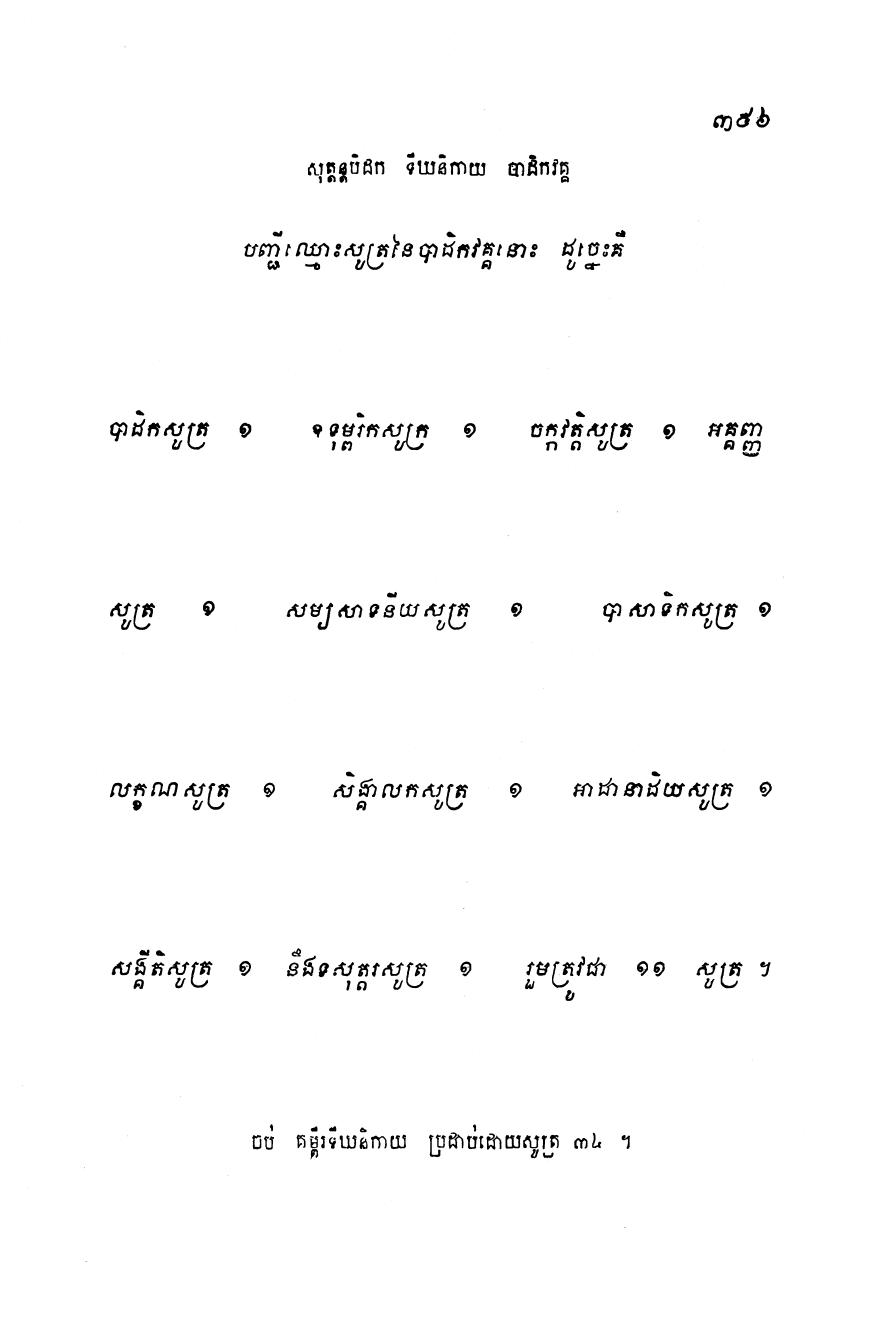 ៣៩៦
សុត្តន្តបិដក ទីឃនិកាយ បាដិកវគ្គ
បញ្ជីឈ្មោះសូត្រនៃបាដិកវគ្គនោះ ដូច្នេះគឺ
បាដិកសូត្រ ១ ឧទុម្ពរិកសូត្រ ១ ចក្កវត្តិសូត្រ ១ អគ្គញ្ញ
សូត្រ ១ សម្បសាទនីយសូត្រ ១ បាសាទិកសូត្រ ១
លក្ខណសូត្រ ១ សិង្គាលកសូត្រ ១ អាដានាដិយសូត្រ ១
សង្គីតិសូត្រ ១ និងទសុត្តរសូត្រ ១ រួមត្រូវជា ១១ សូត្រ ។
ចប់ គម្ពីរទីឃនិកាយ ប្រដាប់ដោយសូត្រ ៣៤ ។